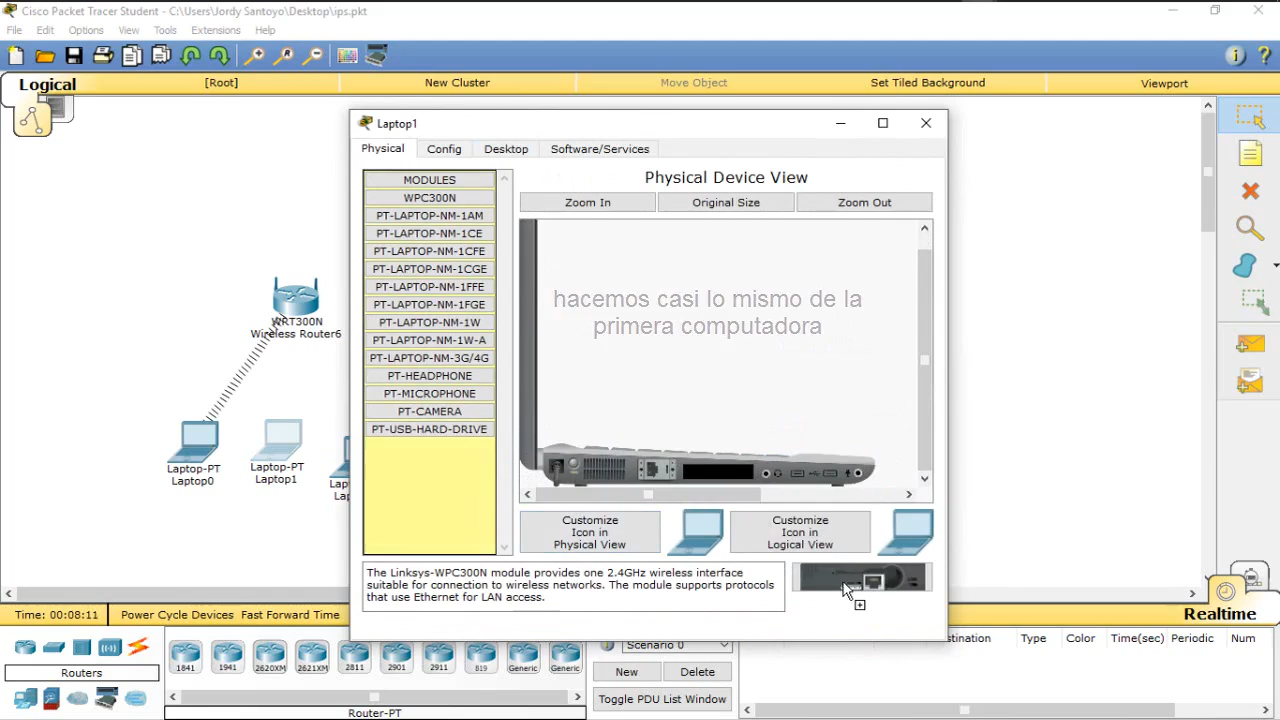 Cisco Packet Tracer Student - C:\Users\Jordy Santoyo\Desktop\ips.pkt
File Edit Options View Tools Extensions Help
Logical [Root] New Cluster Move Object Set Tiled Background Viewport
Laptop1
Physical Config Desktop Software/Services
MODULES
WPC300N
PT-LAPTOP-NM-1AM
PT-LAPTOP-NM-1CE
PT-LAPTOP-NM-1CFE
PT-LAPTOP-NM-1CGE
PT-LAPTOP-NM-1FFE
PT-LAPTOP-NM-1FGE
PT-LAPTOP-NM-1W
PT-LAPTOP-NM-1W-A
PT-LAPTOP-NM-3G/4G
PT-HEADPHONE
PT-MICROPHONE
PT-CAMERA
PT-USB-HARD-DRIVE
Physical Device View
Zoom In Original Size Zoom Out
hacemos casi lo mismo de la
primera computadora
Customize
Icon in
Physical View
Customize
Icon in
Logical View
The Linksys-WPC300N module provides one 2.4GHz wireless interface
suitable for connection to wireless networks. The module supports protocols
that use Ethernet for LAN access.
WRT300N
Wireless Router6
Laptop-PT
Laptop0
Laptop-PT
Laptop1
Time: 00:08:11 Power Cycle Devices Fast Forward Time
Realtime
Routers
1841 1941 2620XM 2621XM 2811 2901 2911 819 Generic Generic
Router-PT
Scenario 0
New Delete
Toggle PDU List Window
Type Color Time(sec) Periodic Num